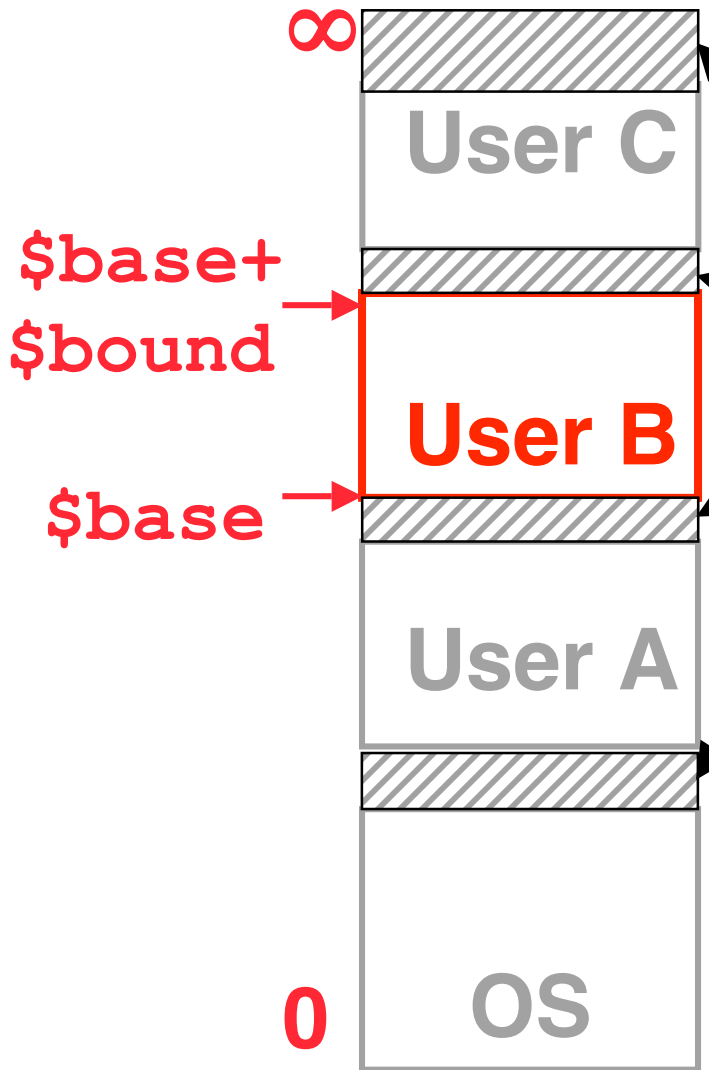 ∞
User C
$base+
$bound
User B
$base
User A
OS
0